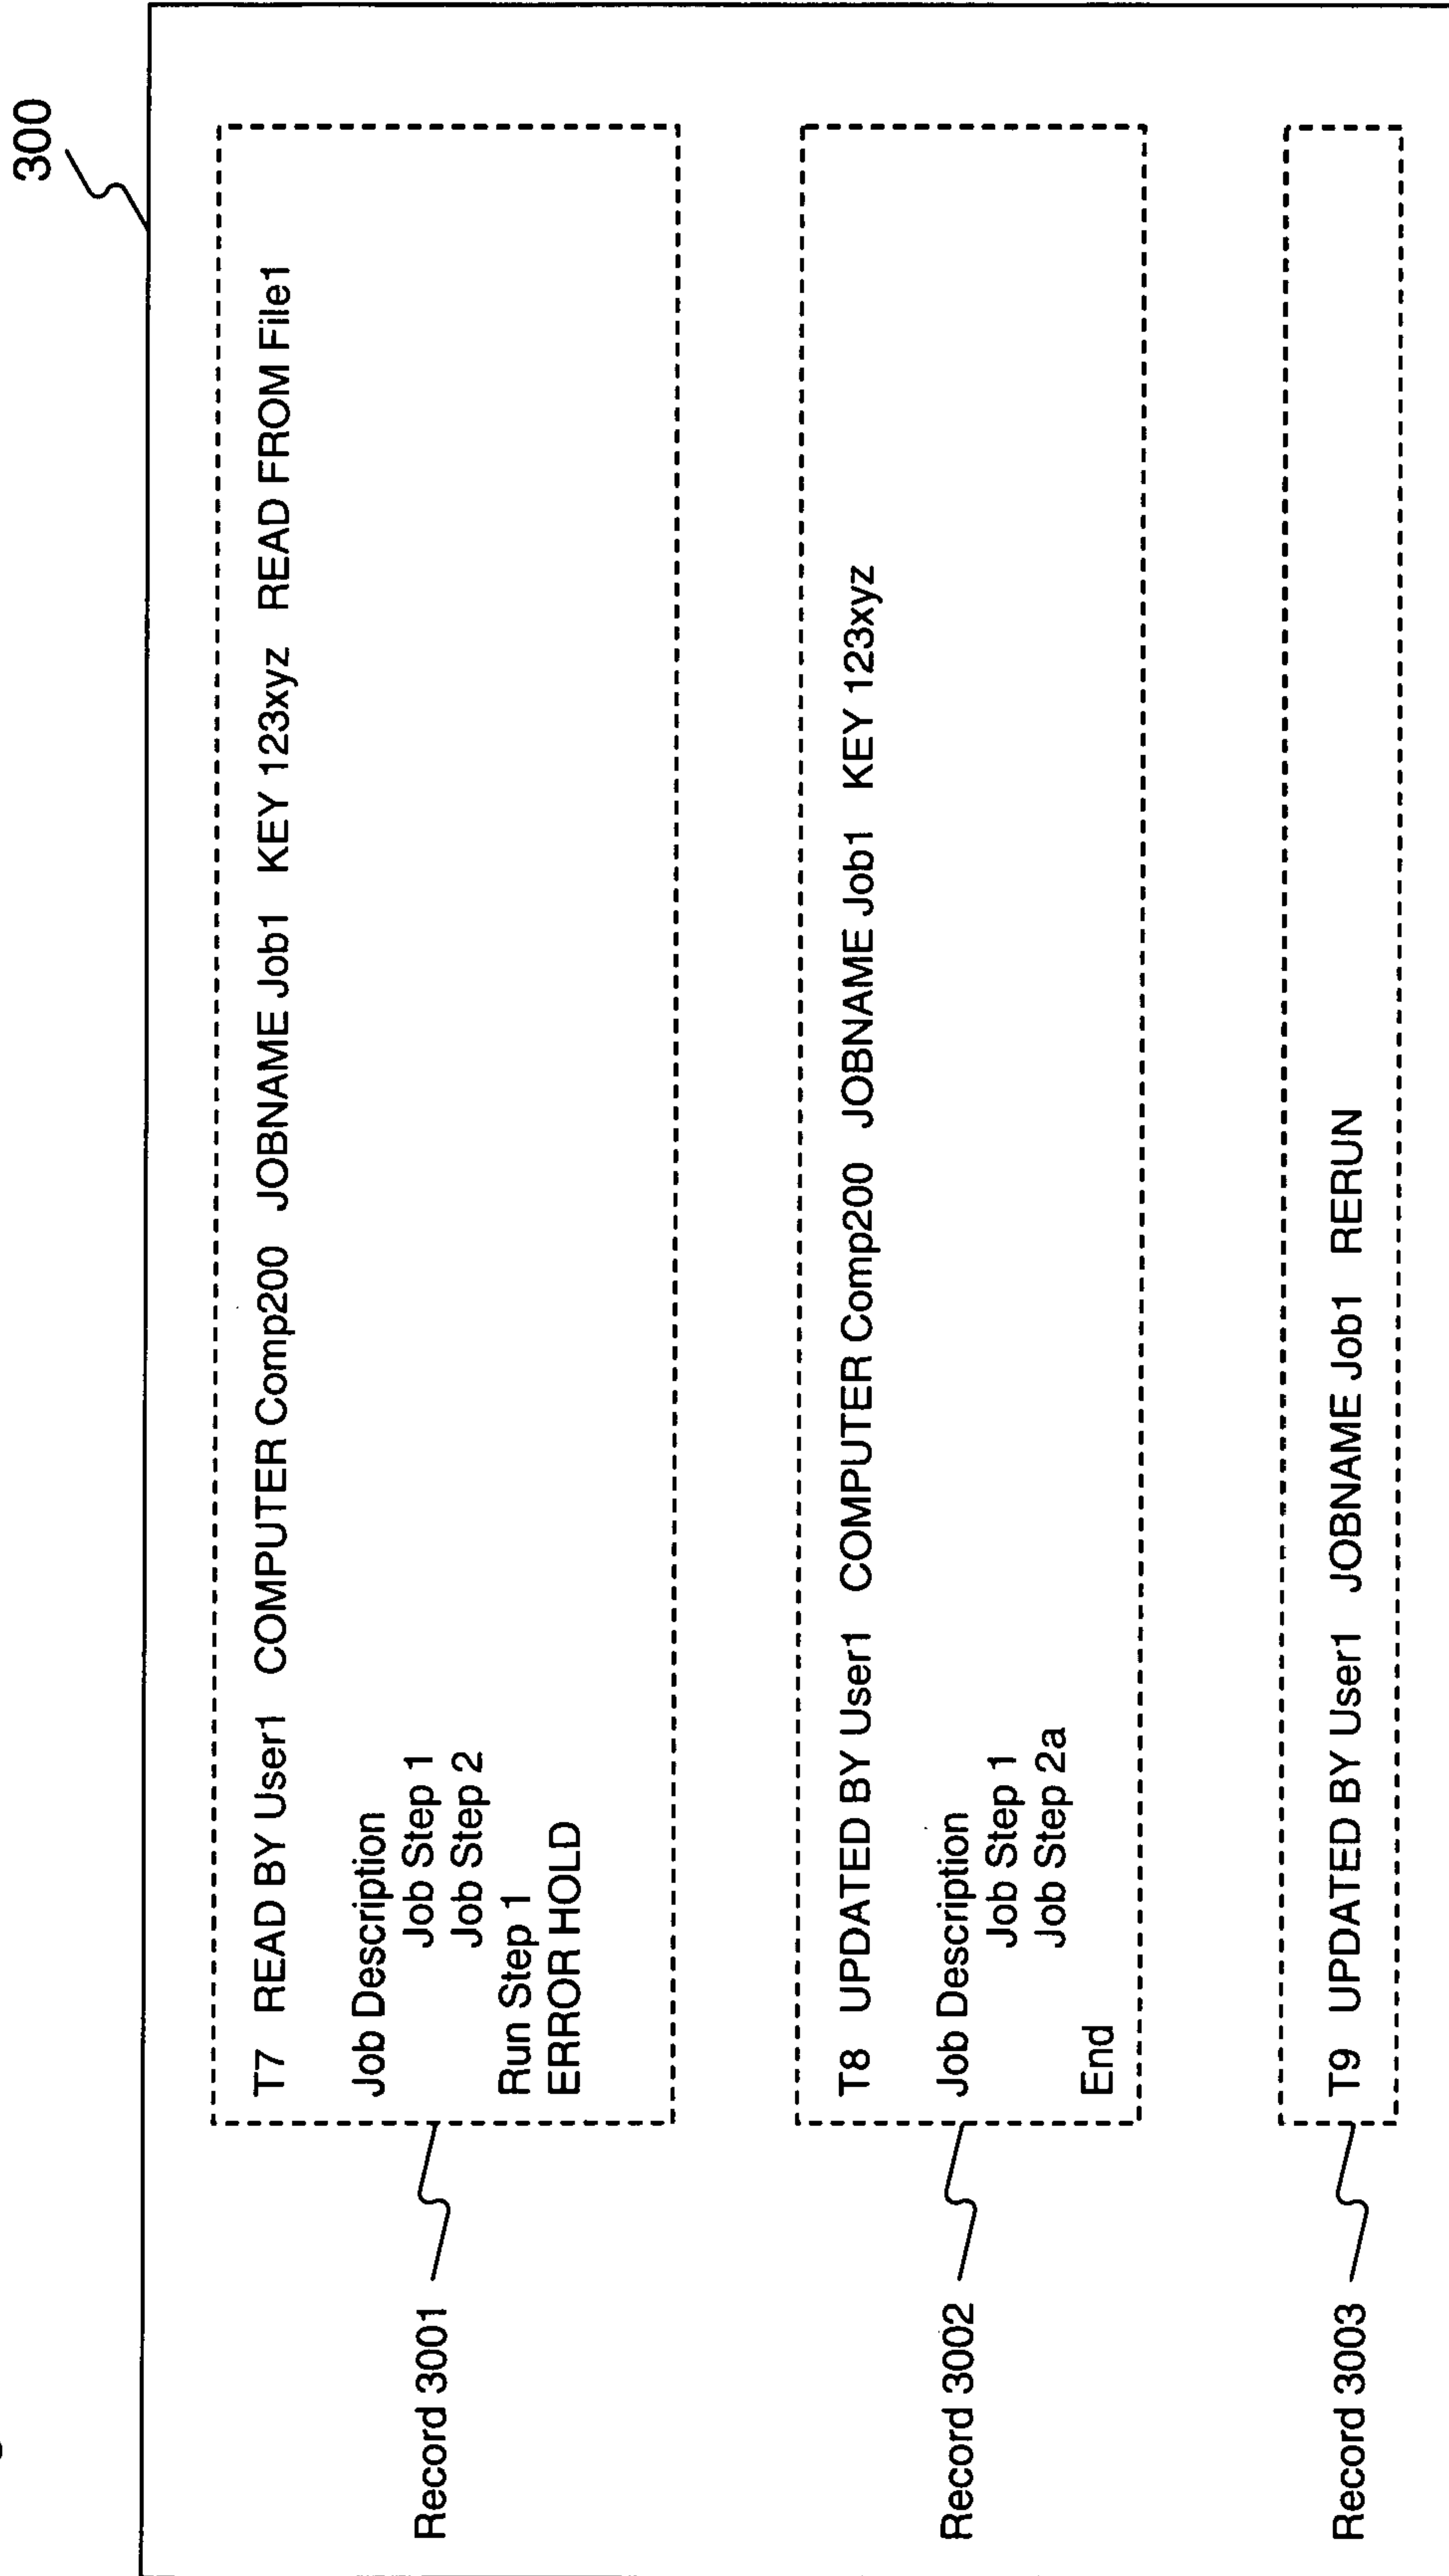 300
Record 3001
T7 READ BY User1 COMPUTER Comp200 JOBNAME Job1 KEY 123xyz READ FROM File1
Job Description
Job Step 1
Job Step 2
Run Step 1
ERROR HOLD
Record 3002
T8 UPDATED BY User1 COMPUTER Comp200 JOBNAME Job1 KEY 123xyz
Job Description
Job Step 1
Job Step 2a
End
Record 3003
T9 UPDATED BY User1 JOBNAME Job1 RERUN